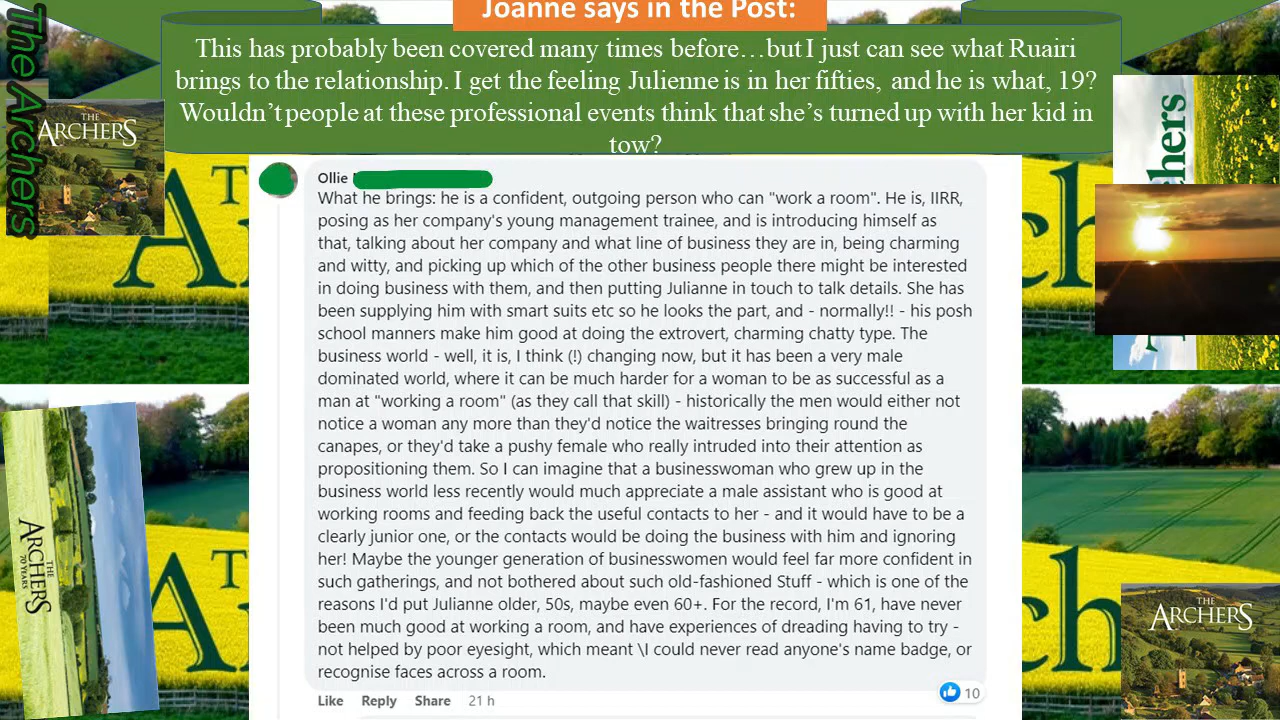 Joanne says in the Post:
This has probably been covered many times before…but I just can see what Ruairi
brings to the relationship. I get the feeling Julienne is in her fifties, and he is what, 19?
Wouldn’t people at these professional events think that she’s turned up with her kid in
tow?
The Archers
THE
ARCHERS
Ollie
What he brings: he is a confident, outgoing person who can "work a room". He is, IIRR,
posing as her company's young management trainee, and is introducing himself as
that, talking about her company and what line of business they are in, being charming
and witty, and picking up which of the other business people there might be interested
in doing business with them, and then putting Julianne in touch to talk details. She has
been supplying him with smart suits etc so he looks the part, and - normally!! - his posh
school manners make him good at doing the extrovert, charming chatty type. The
business world - well, it is, I think (!) changing now, but it has been a very male
dominated world, where it can be much harder for a woman to be as successful as a
man at "working a room" (as they call that skill) - historically the men would either not
notice a woman any more than they'd notice the waitresses bringing round the
canapes, or they'd take a pushy female who really intruded into their attention as
propositioning them. So I can imagine that a businesswoman who grew up in the
business world less recently would much appreciate a male assistant who is good at
working rooms and feeding back the useful contacts to her - and it would have to be a
clearly junior one, or the contacts would be doing the business with him and ignoring
her! Maybe the younger generation of businesswomen would feel far more confident in
such gatherings, and not bothered about such old-fashioned Stuff - which is one of the
reasons I'd put Julianne older, 50s, maybe even 60+. For the record, I'm 61, have never
been much good at working a room, and have experiences of dreading having to try -
not helped by poor eyesight, which meant \I could never read anyone's name badge, or
recognise faces across a room.
Like Reply Share 21 h
10
chers
THE
ARCHERS
70 YEARS
THE
ARCHERS